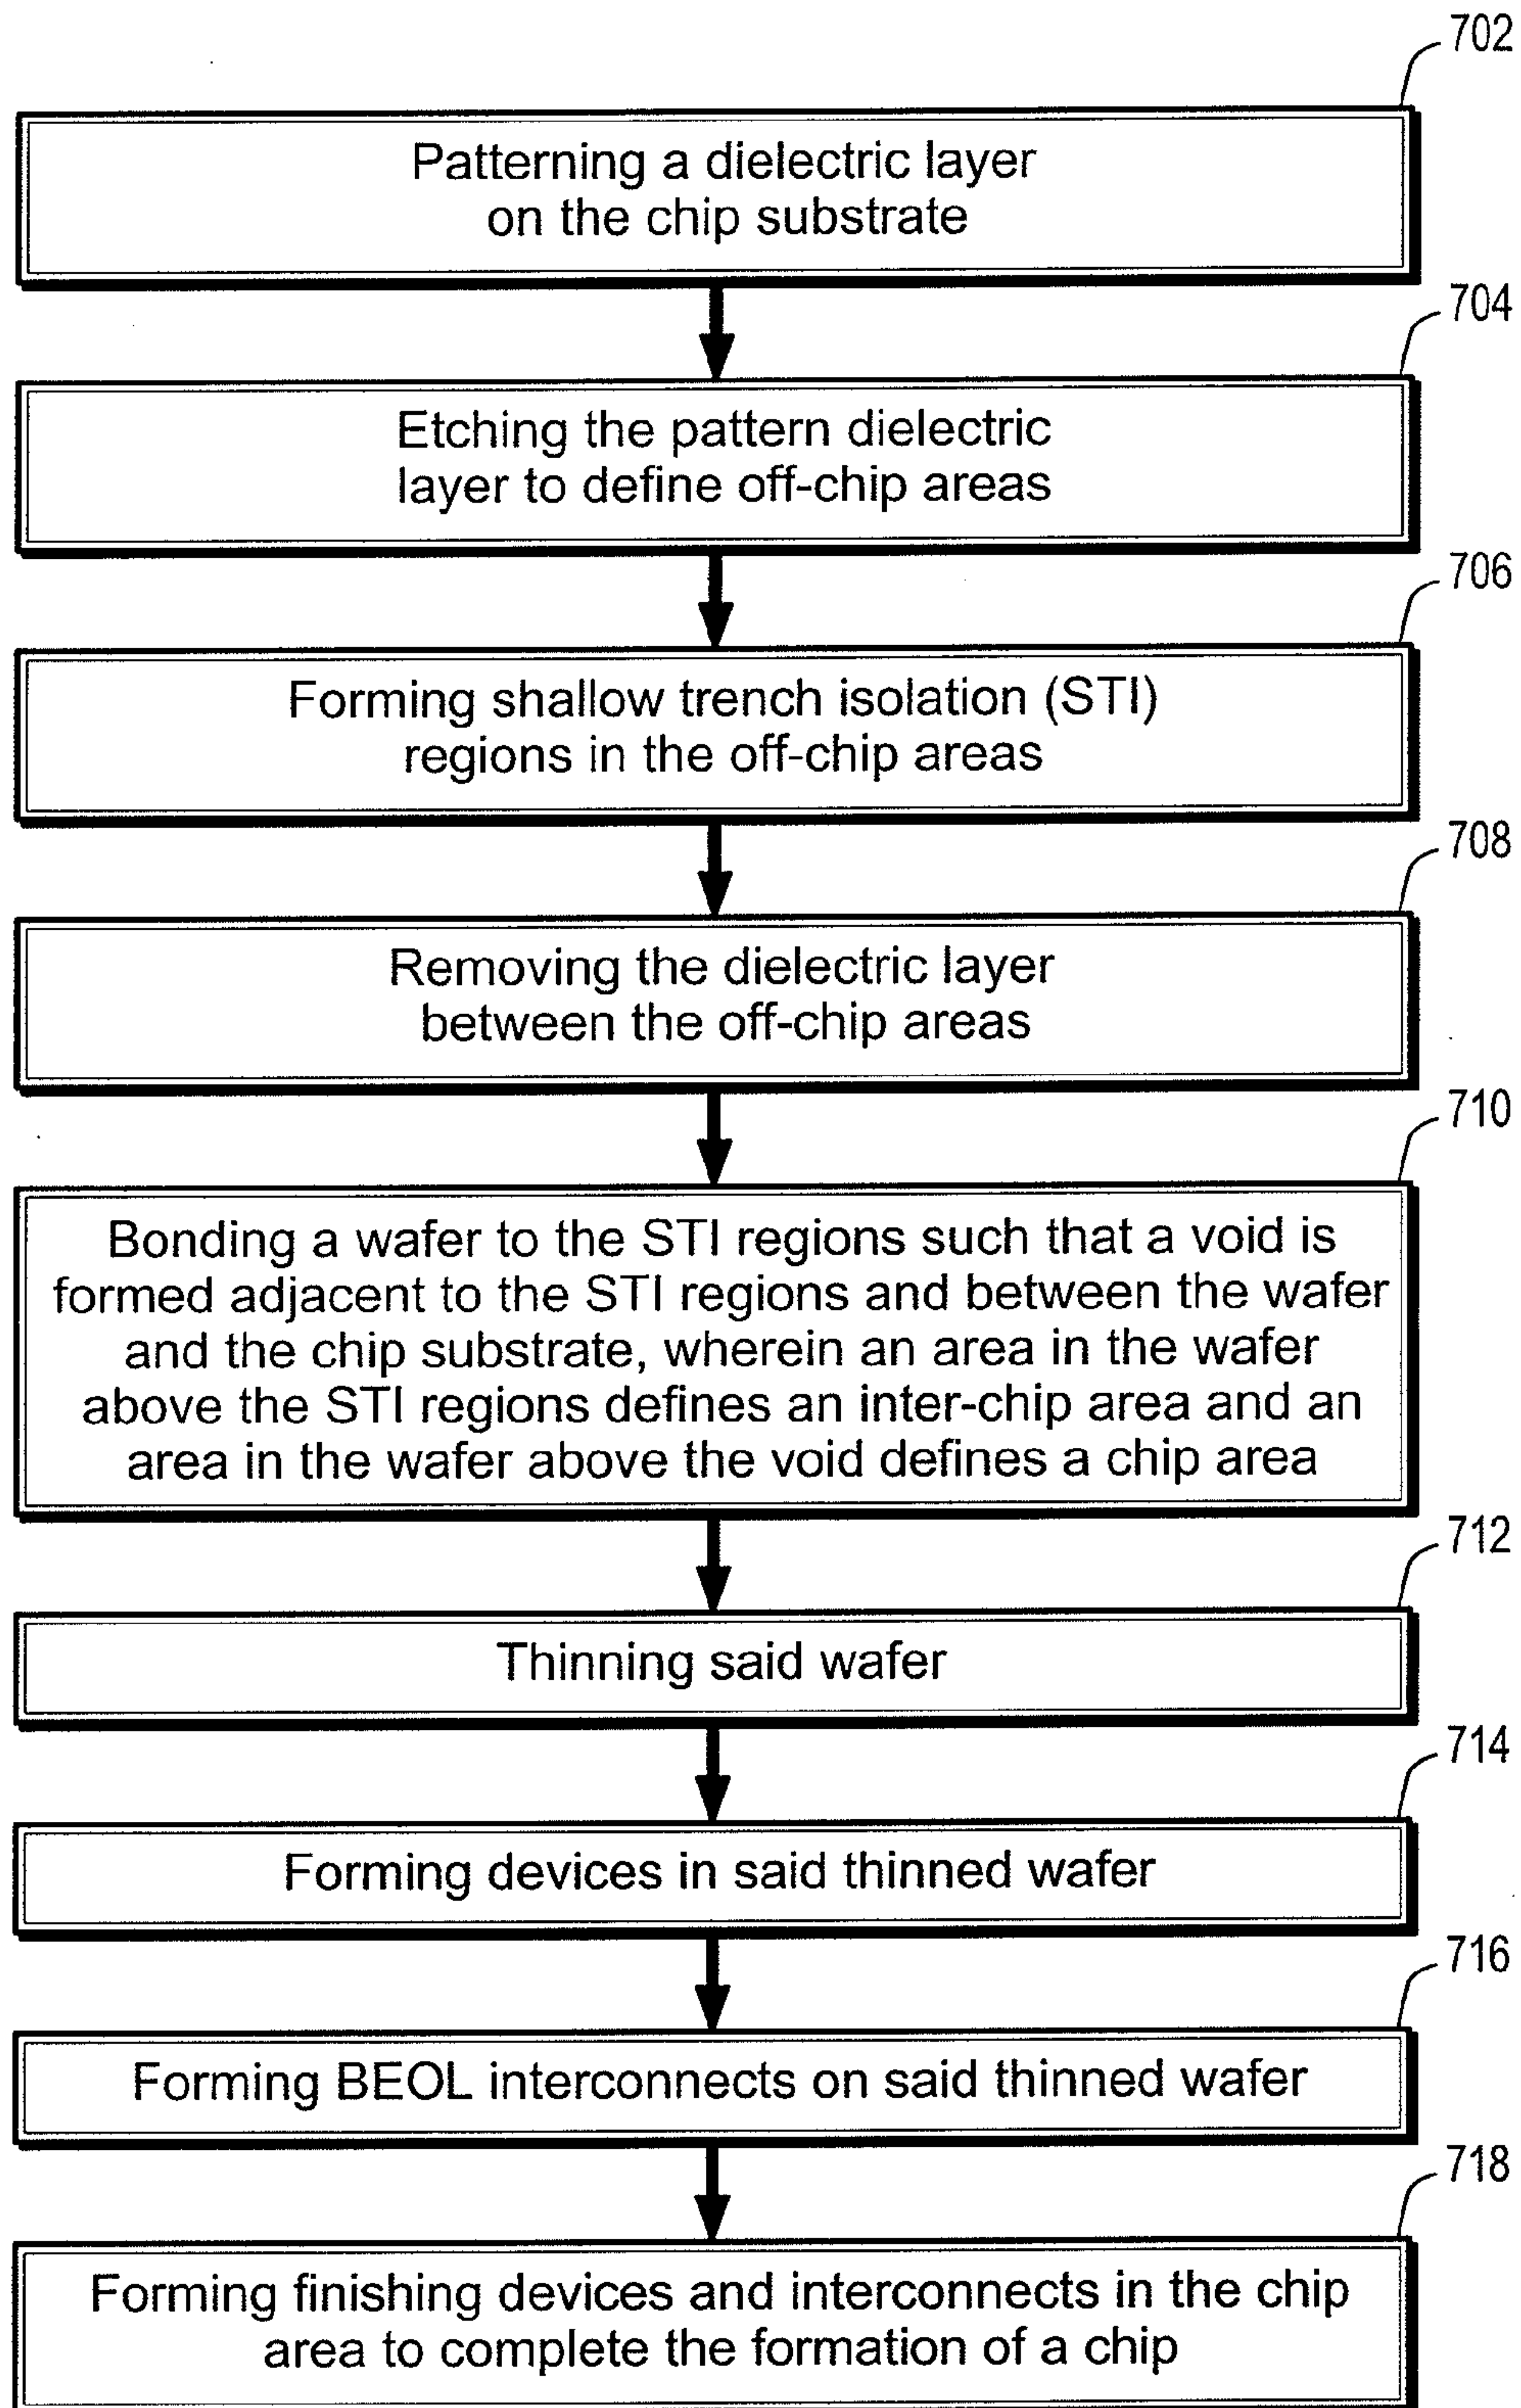 702
Patterning a dielectric layer
on the chip substrate
704
Etching the pattern dielectric
layer to define off-chip areas
706
Forming shallow trench isolation (STI)
regions in the off-chip areas
708
Removing the dielectric layer
between the off-chip areas
710
Bonding a wafer to the STI regions such that a void is
formed adjacent to the STI regions and between the wafer
and the chip substrate, wherein an area in the wafer
above the STI regions defines an inter-chip area and an
area in the wafer above the void defines a chip area
712
Thinning said wafer
714
Forming devices in said thinned wafer
716
Forming BEOL interconnects on said thinned wafer
718
Forming finishing devices and interconnects in the chip
area to complete the formation of a chip